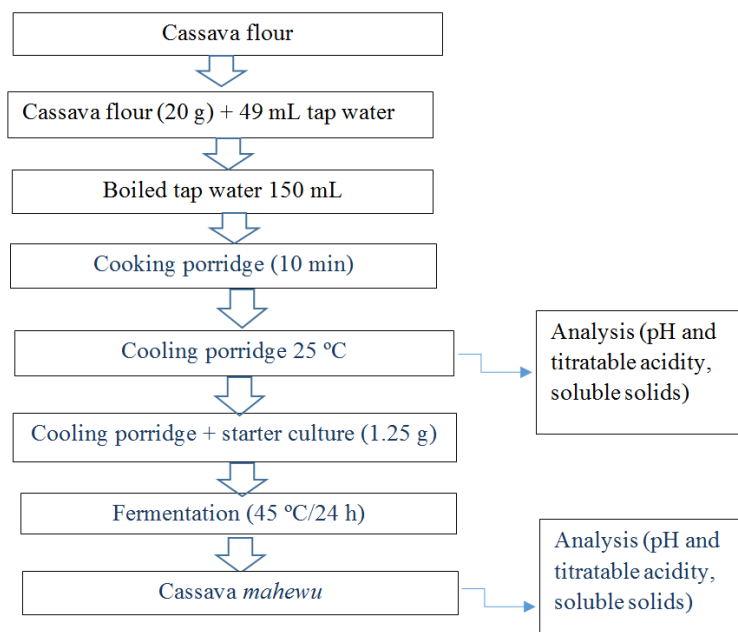 Cassava flour
Cassava flour (20 g) + 49 mL tap water
Boiled tap water 150 mL
Cooking porridge (10 min)
Cooling porridge 25 ºC
Analysis (pH and
titratable acidity,
soluble solids)
Cooling porridge + starter culture (1.25 g)
Fermentation (45 ºC/24 h)
Cassava mahewu
Analysis (pH and
titratable acidity,
soluble solids)